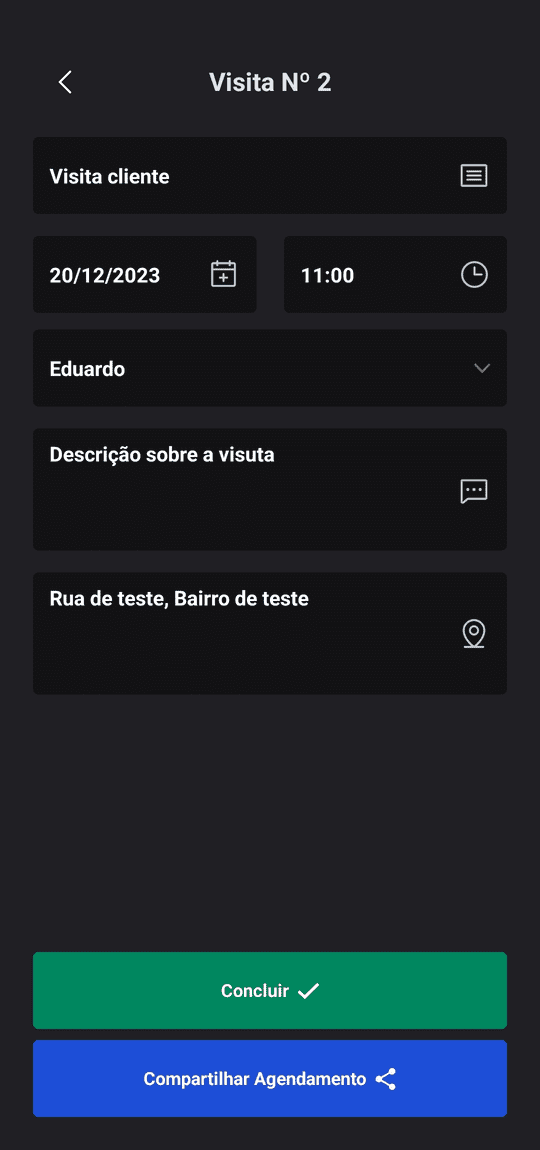 Visita Nº 2
Visita cliente
20/12/2023
11:00
Eduardo
Descrição sobre a visuta
Rua de teste, Bairro de teste
Concluir
Compartilhar Agendamento